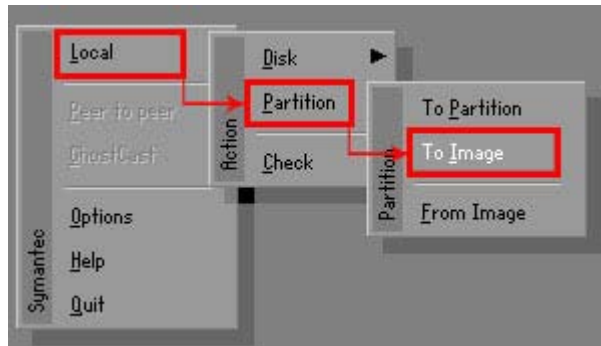 Symantec
Local
Peer to peer
GhostCast
Options
Help
Quit
Action
Disk
Partition
Check
Partition
To Partition
To Image
From Image